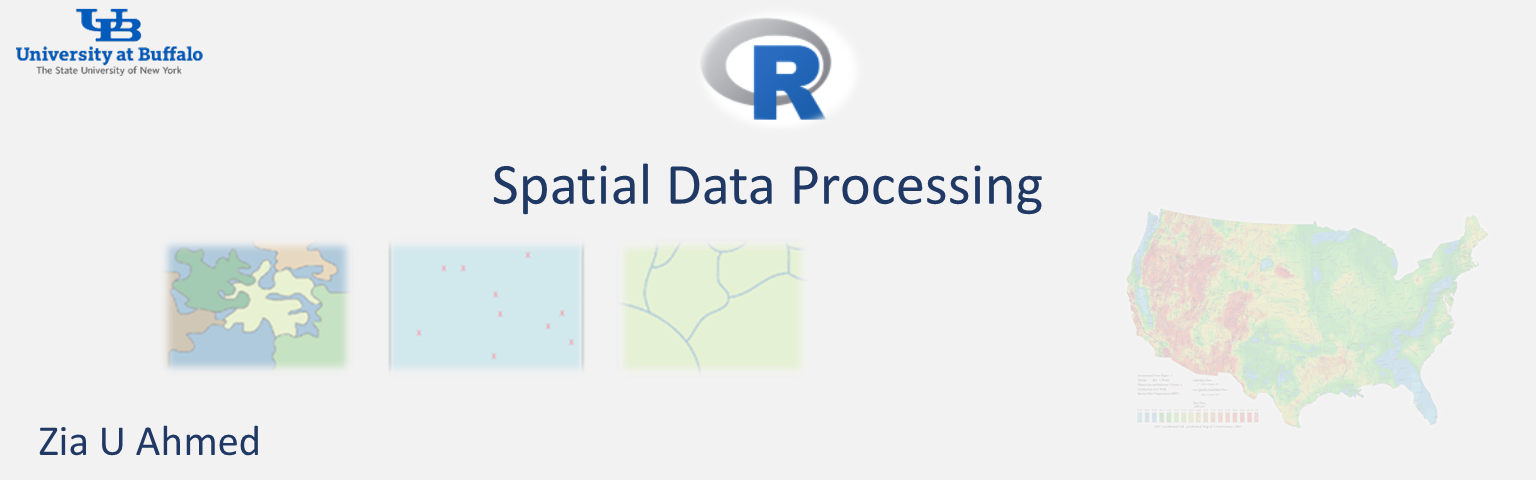 UB
University at Buffalo
The State University of New York
R
Spatial Data Processing
Zia U Ahmed